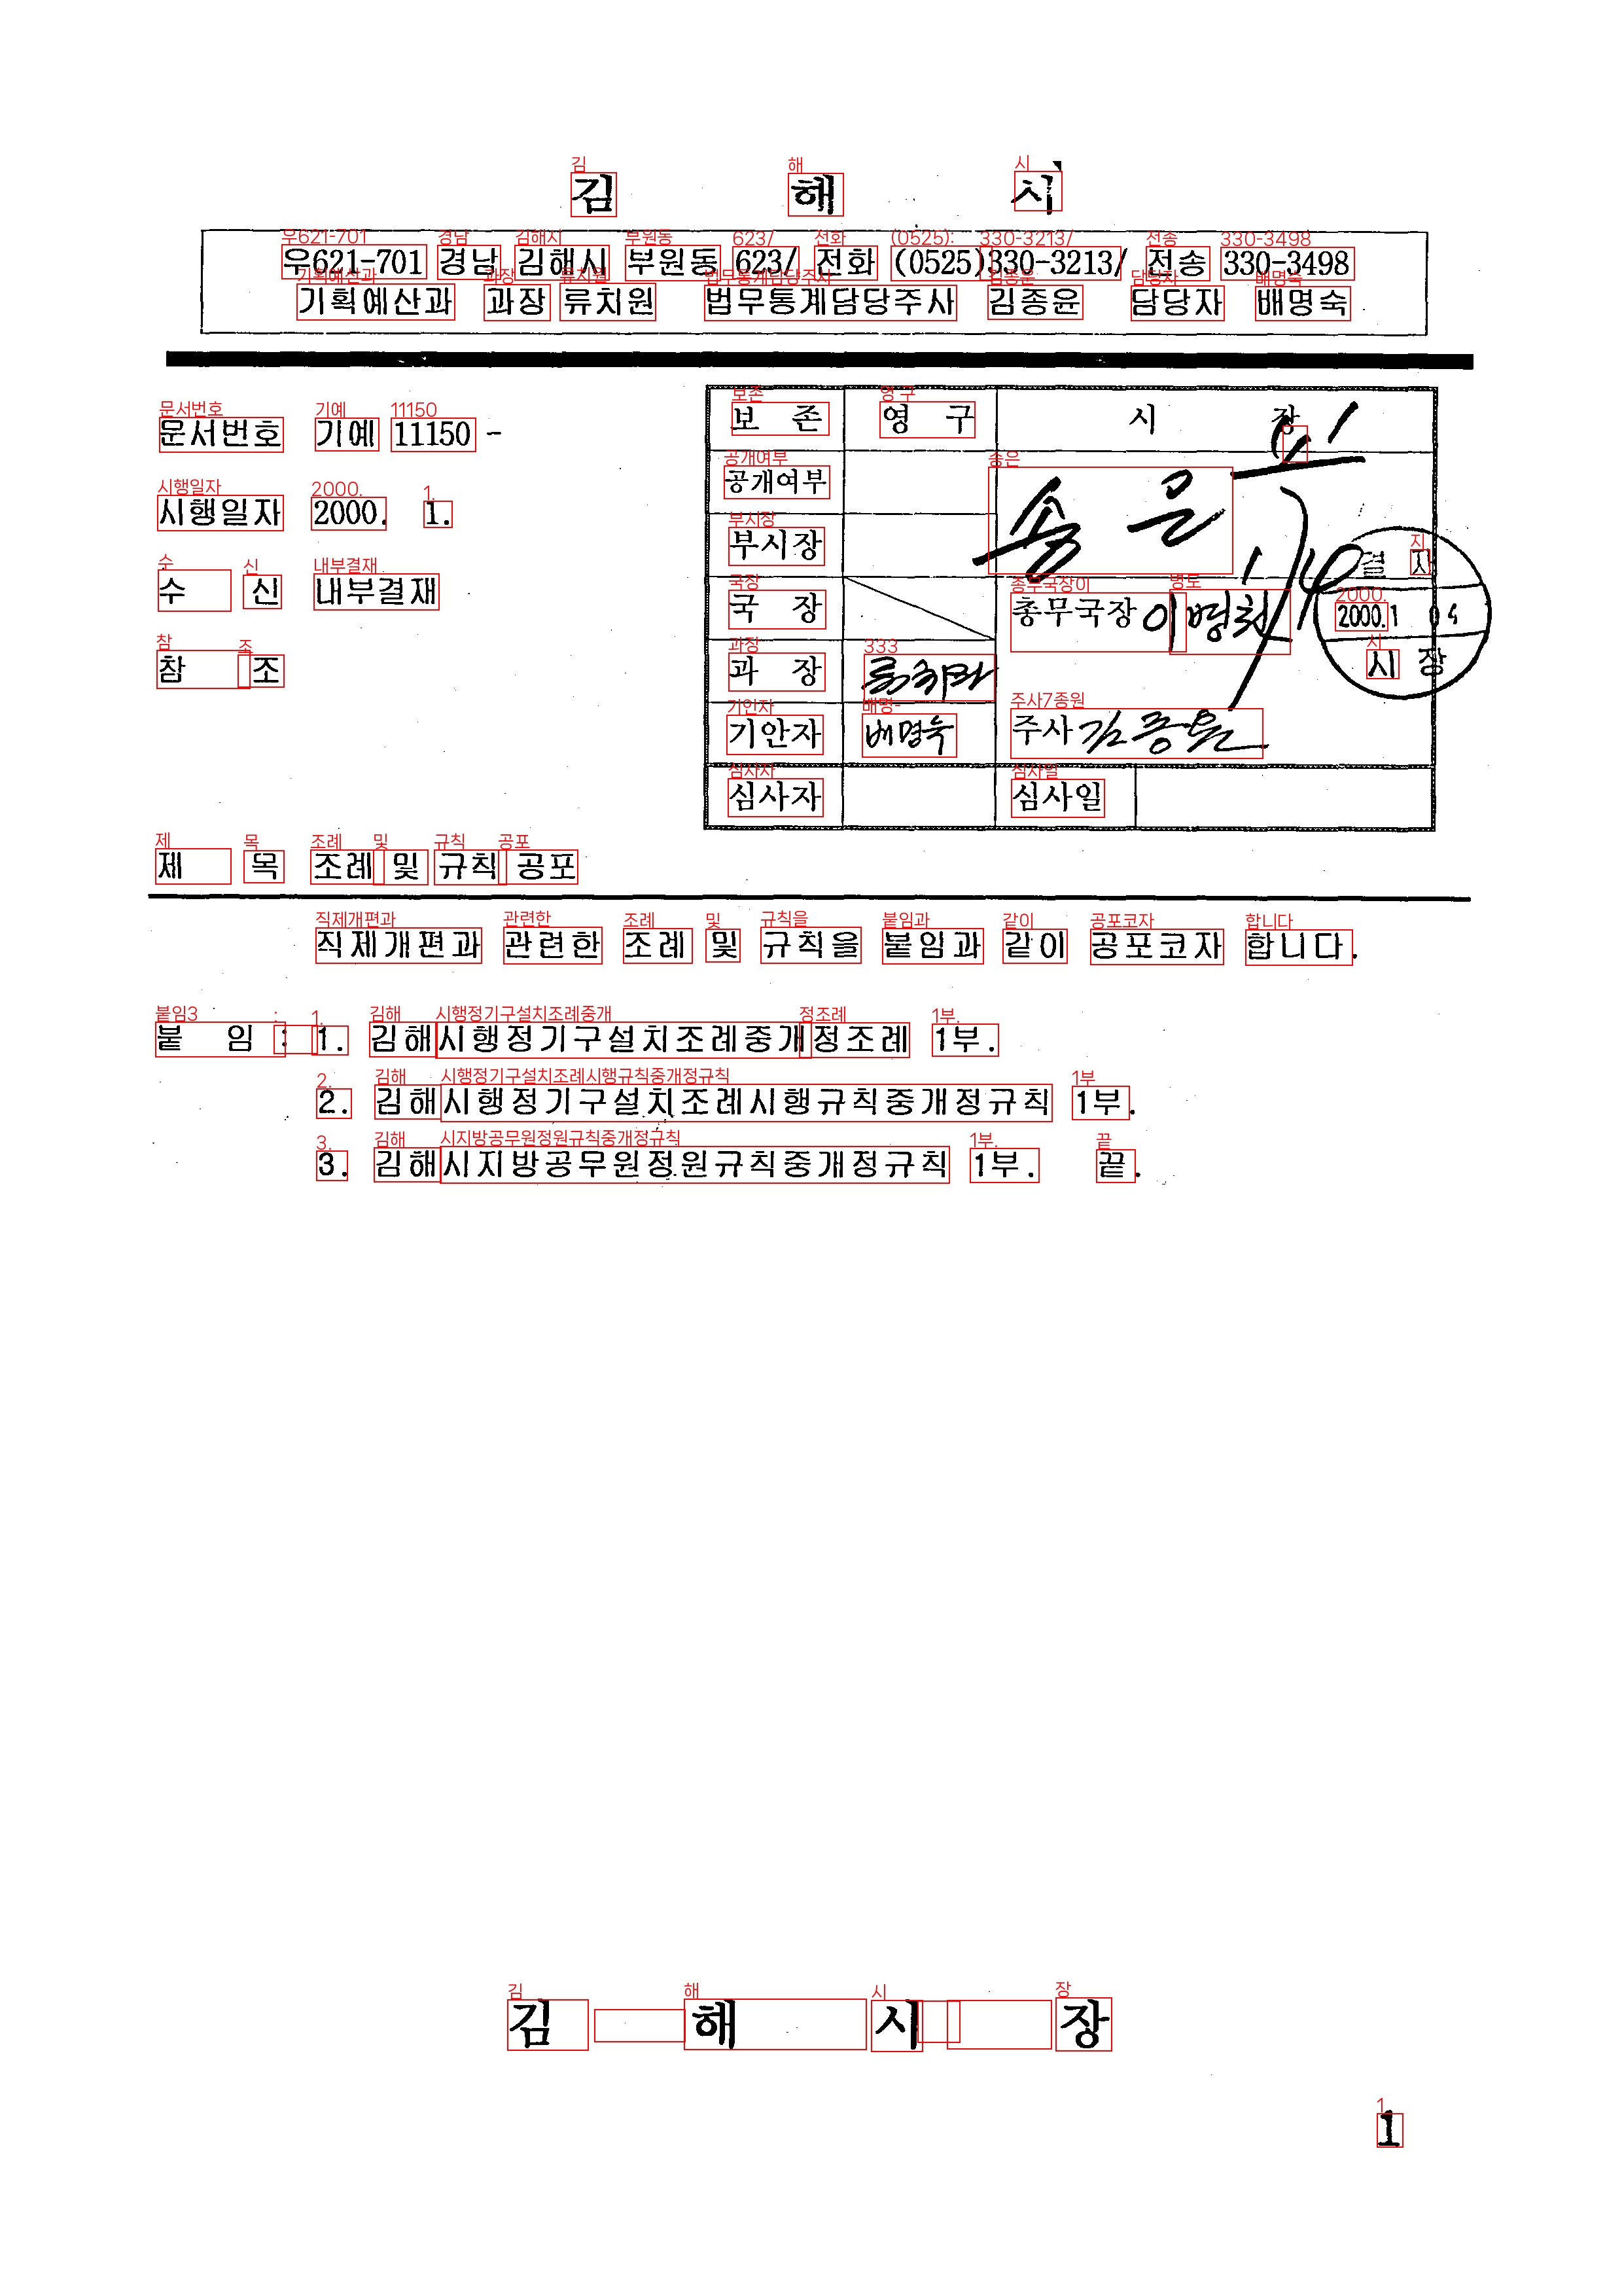 김 해 시
우621-701 경남 김해시 부원동 623/ 전화 (0525)330-3213/ 전송 330-3498
기획예산과 과장 류치원 법무통계담당주사 김종윤 담당자 배명숙
문서번호 기예 11150 -
시행일자 2000. 1.
수 신 내부결재
참 조
보 존 영 구 시 장
공개여부
부시장
국 장 총무국장
과 장
기안자 배명숙 주사 김종윤
심사자 심사일
결 재
2000. 1 04
시 장
제 목 조례 및 규칙 공포
직제개편과 관련한 조례 및 규칙을 붙임과 같이 공포코자 합니다.
붙 임 : 1. 김해시행정기구설치조례중개정조례 1부.
2. 김해시행정기구설치조례시행규칙중개정규칙 1부.
3. 김해시지방공무원정원규칙중개정규칙 1부. 끝.
김 해 시 장
1